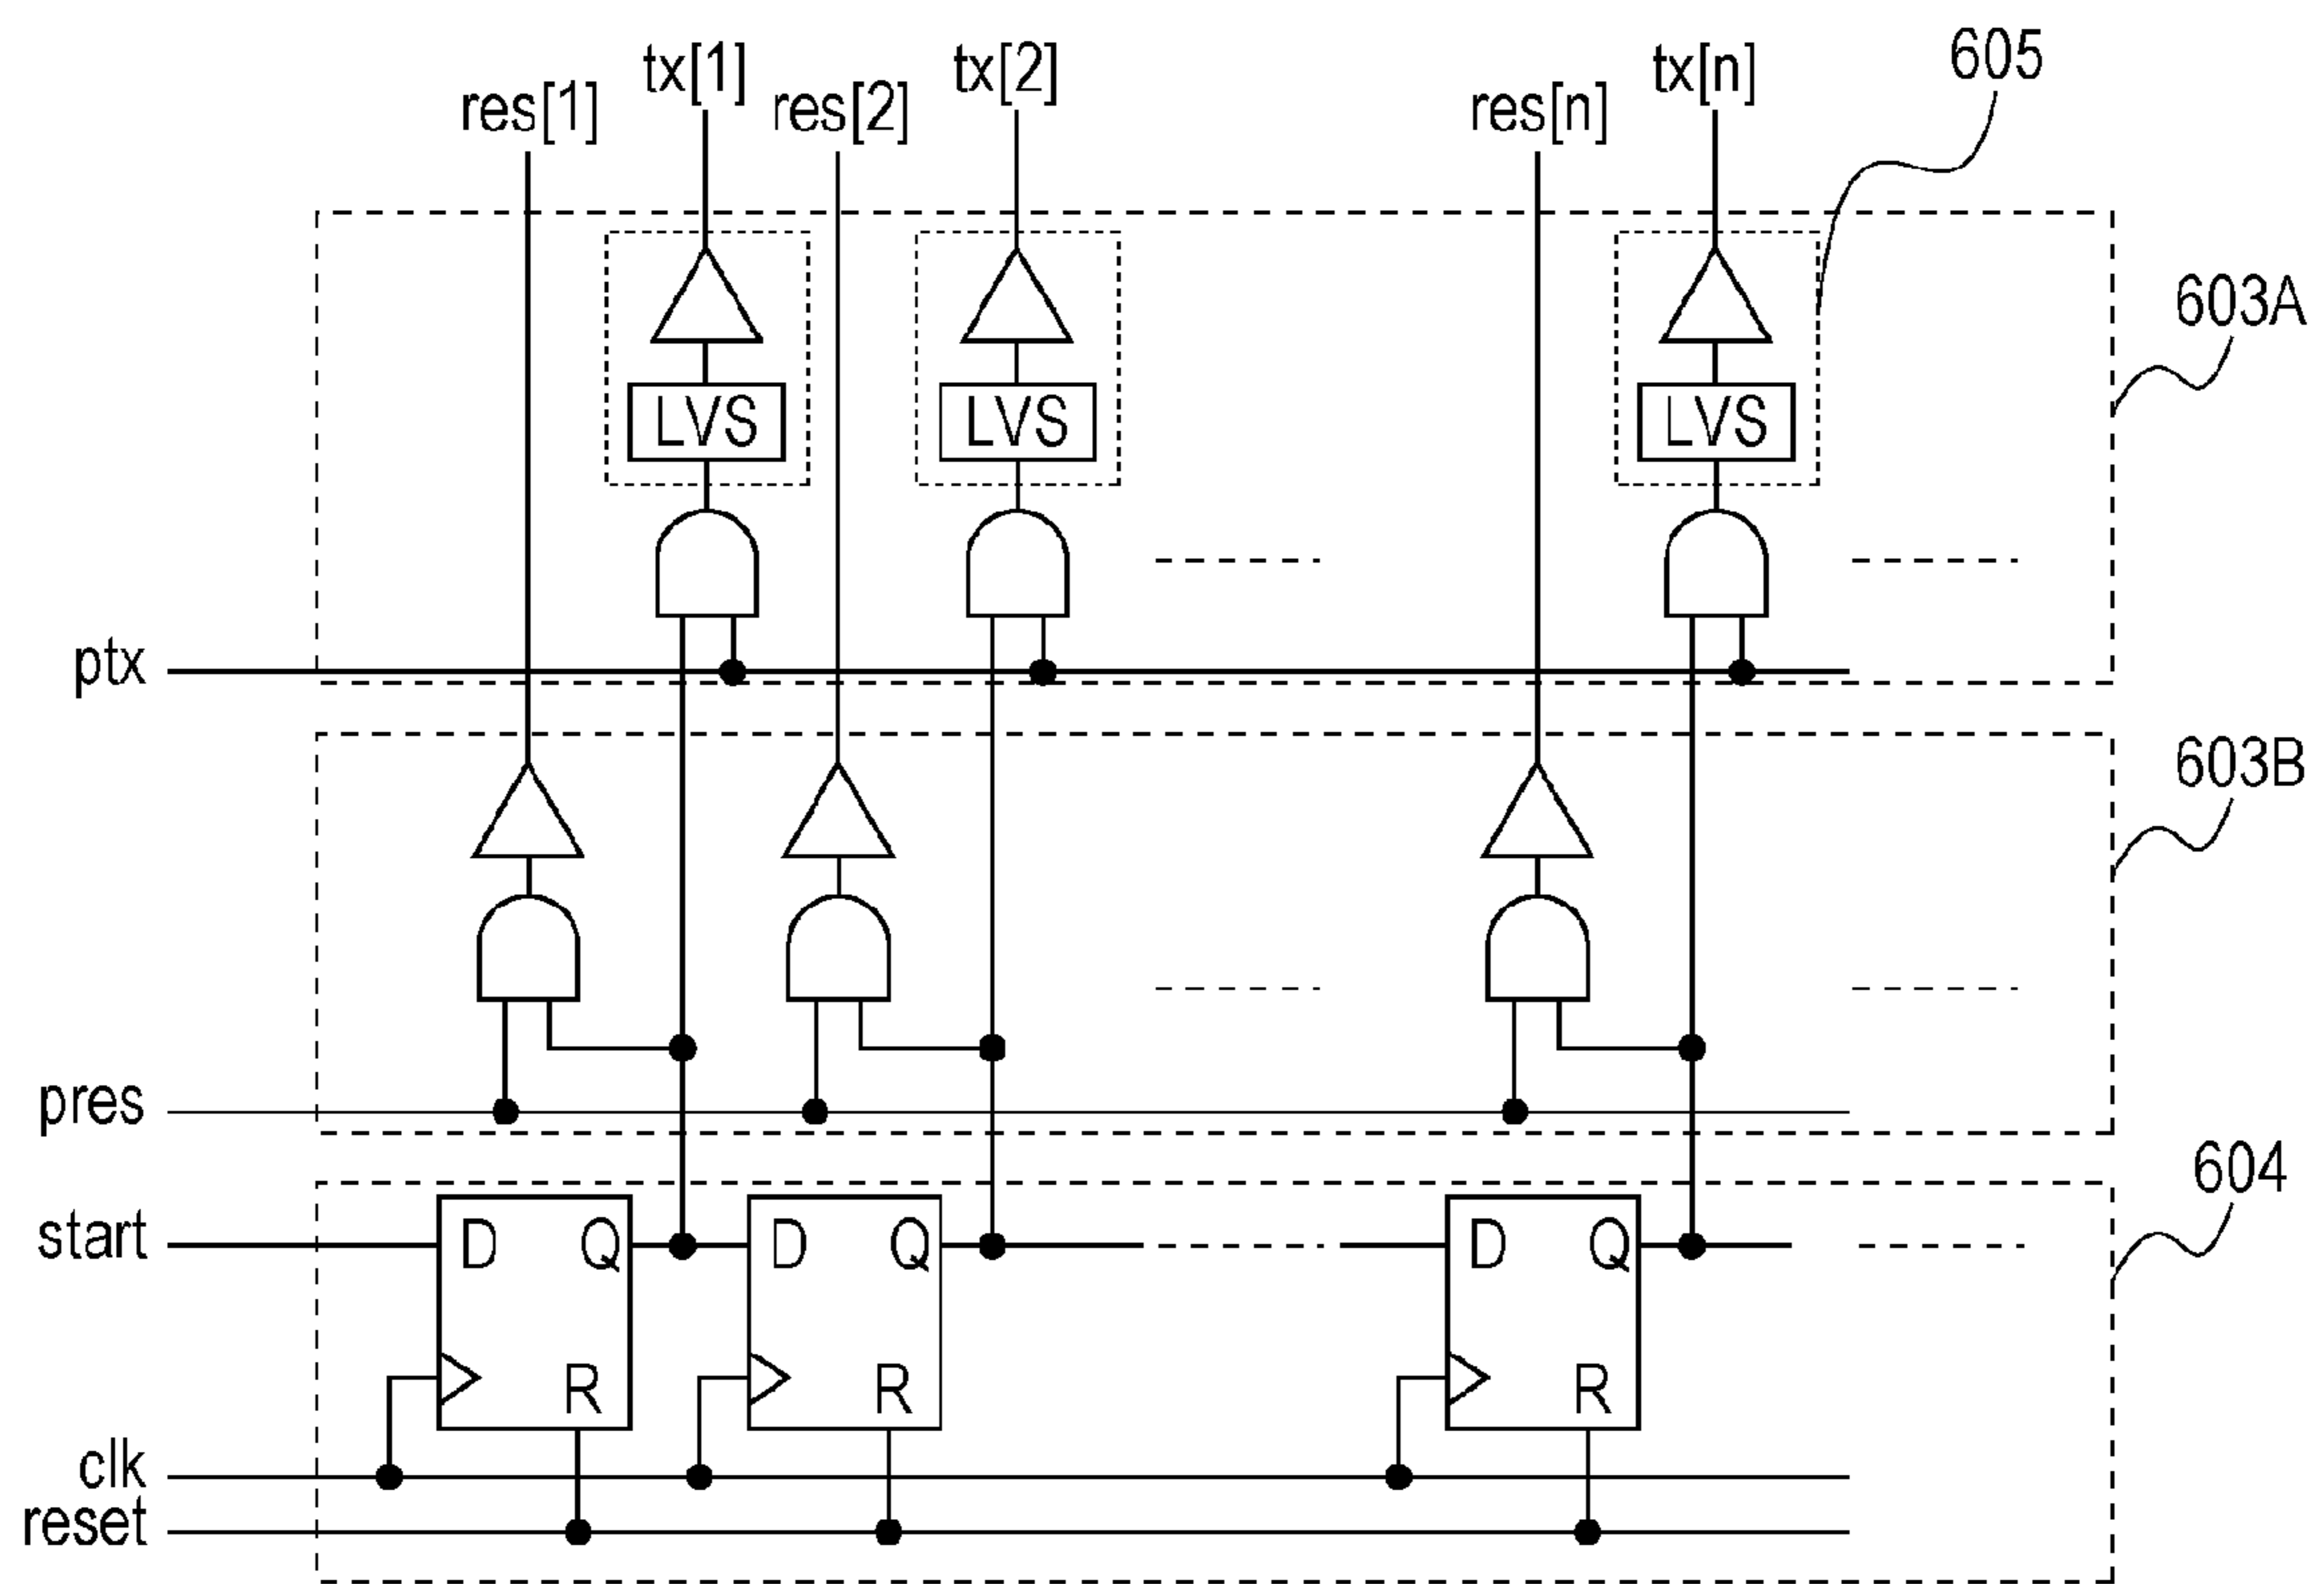 tx[1] tx[2] tx[n] 605
res[1] res[2] res[n]
603A
LVS LVS LVS
ptx
603B
pres
604
start D Q D Q D Q
R R R
clk
reset